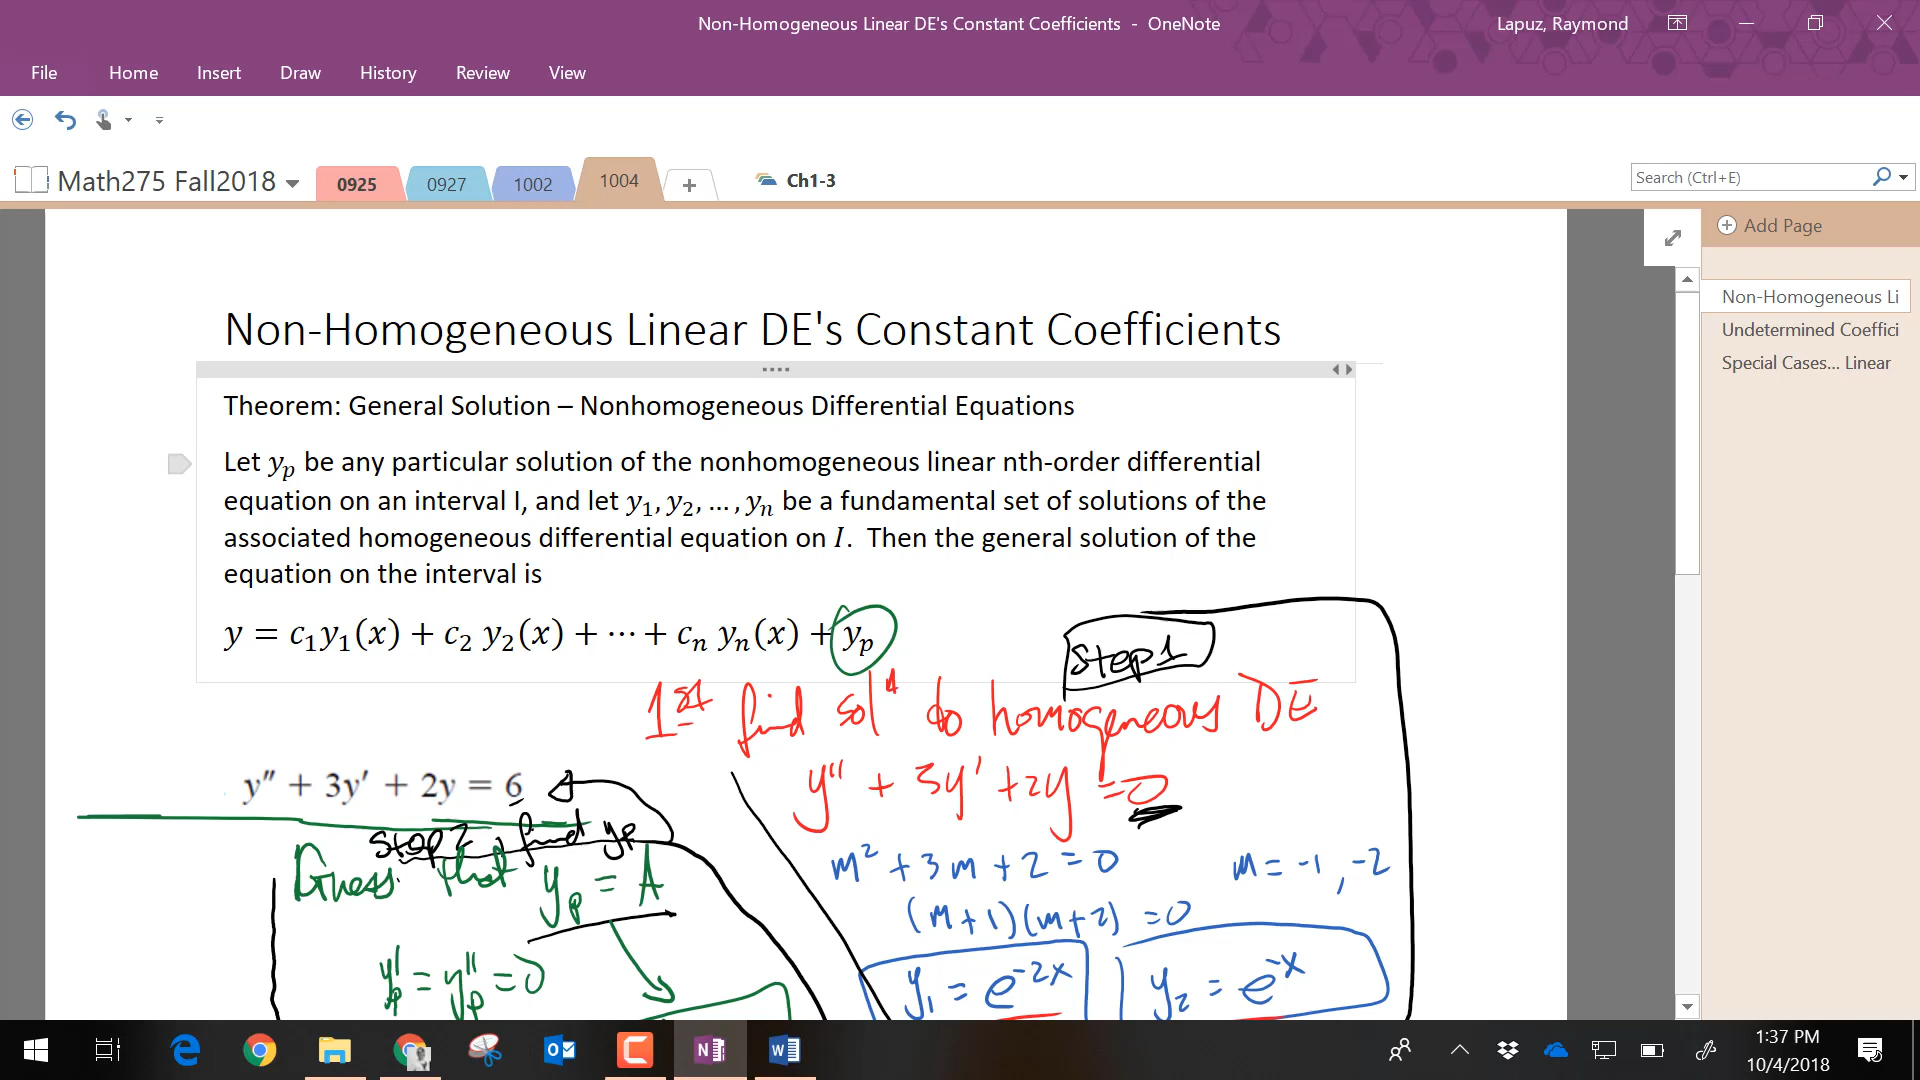 Non-Homogeneous Linear DE's Constant Coefficients - OneNote
Lapuz, Raymond
File Home Insert Draw History Review View
Math275 Fall2018 0925 0927 1002 1004 + Ch1-3
Search (Ctrl+E)
Add Page
Non-Homogeneous Li
Undetermined Coeffici
Special Cases... Linear
Non-Homogeneous Linear DE's Constant Coefficients
Theorem: General Solution – Nonhomogeneous Differential Equations
Let yₚ be any particular solution of the nonhomogeneous linear nth-order differential
equation on an interval I, and let y₁, y₂, … , yₙ be a fundamental set of solutions of the
associated homogeneous differential equation on I. Then the general solution of the
equation on the interval is
y = c₁y₁(x) + c₂ y₂(x) + ⋯ + cₙ yₙ(x) + yₚ
Step 1
1st find solⁿ to homogeneous DE
y'' + 3y' + 2y = 0
y″ + 3y′ + 2y = 6
step 2, find yp
Guess that yp = A
yp' = yp'' = 0
m² + 3m + 2 = 0
m = -1, -2
(m+1)(m+2) = 0
y₁ = e^-2x
y₂ = e^-x
1:37 PM
10/4/2018